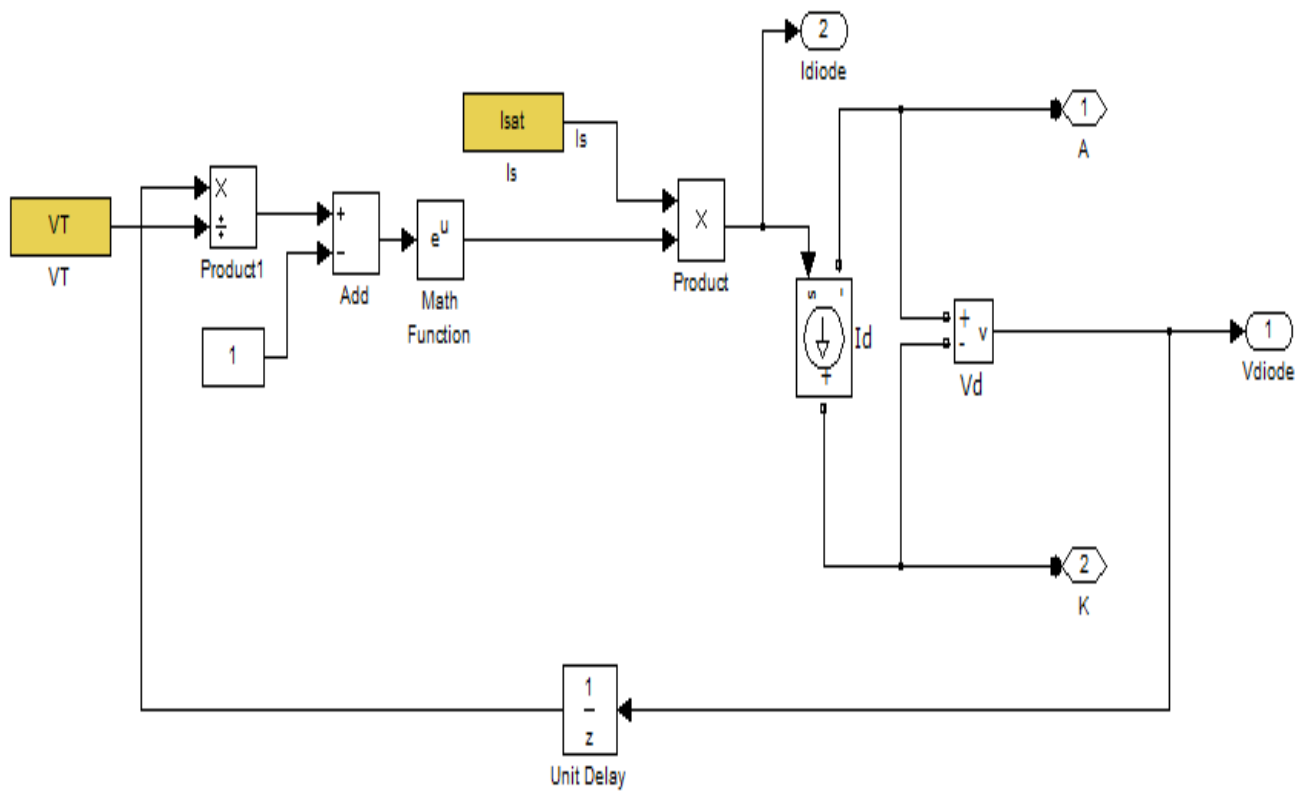 2
Idiode
Isat
Is
Is
1
A
VT
VT
×
÷
Product1
+
−
Add
e^u
Math
Function
×
Product
1
s
-
+
Id
+
-
v
Vd
1
Vdiode
2
K
1
z
Unit Delay